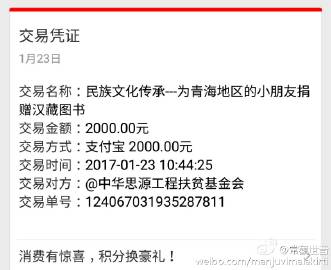 交易凭证
1月23日
交易名称：民族文化传承---为青海地区的小朋友捐
赠汉藏图书
交易金额：2000.00元
交易方式：支付宝 2000.00元
交易时间：2017-01-23 10:44:25
交易对方：@中华思源工程扶贫基金会
交易单号：124067031935287811
消费有惊喜，积分换豪礼！